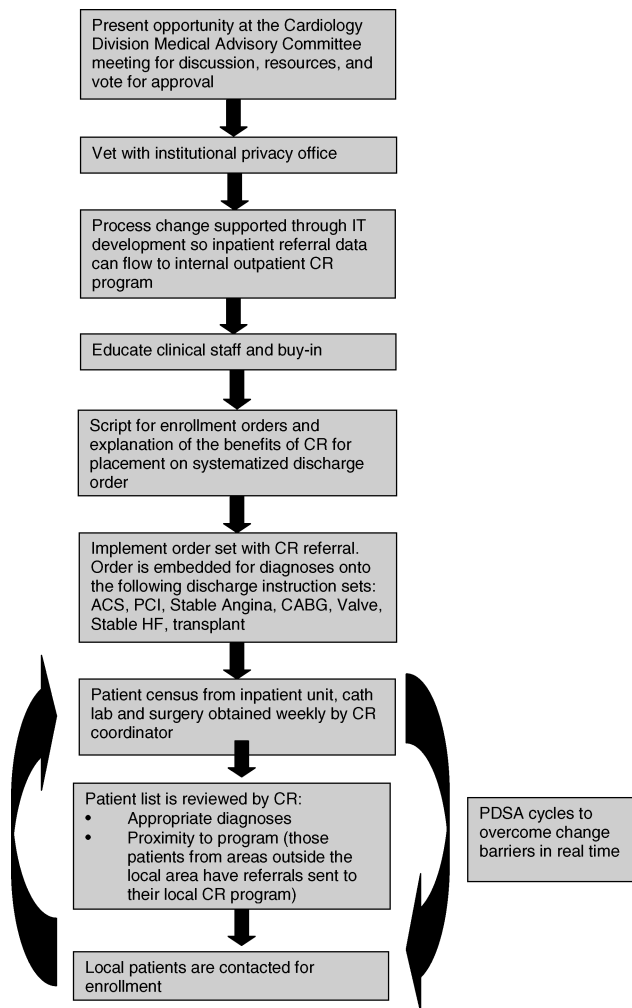 Present opportunity at the Cardiology
Division Medical Advisory Committee
meeting for discussion, resources, and
vote for approval
Vet with institutional privacy office
Process change supported through IT
development so inpatient referral data
can flow to internal outpatient CR
program
Educate clinical staff and buy-in
Script for enrollment orders and
explanation of the benefits of CR for
placement on systematized discharge
order
Implement order set with CR referral.
Order is embedded for diagnoses onto
the following discharge instruction sets:
ACS, PCI, Stable Angina, CABG, Valve,
Stable HF, transplant
Patient census from inpatient unit, cath
lab and surgery obtained weekly by CR
coordinator
Patient list is reviewed by CR:
• Appropriate diagnoses
• Proximity to program (those
patients from areas outside the
local area have referrals sent to
their local CR program)
PDSA cycles to
overcome change
barriers in real time
Local patients are contacted for
enrollment